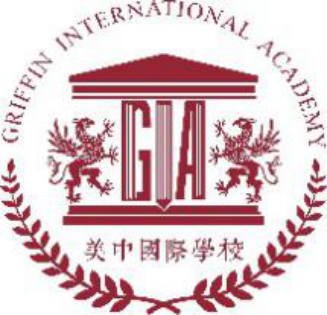 GRIFFIN INTERNATIONAL ACADEMY
GIA
美中國際學校